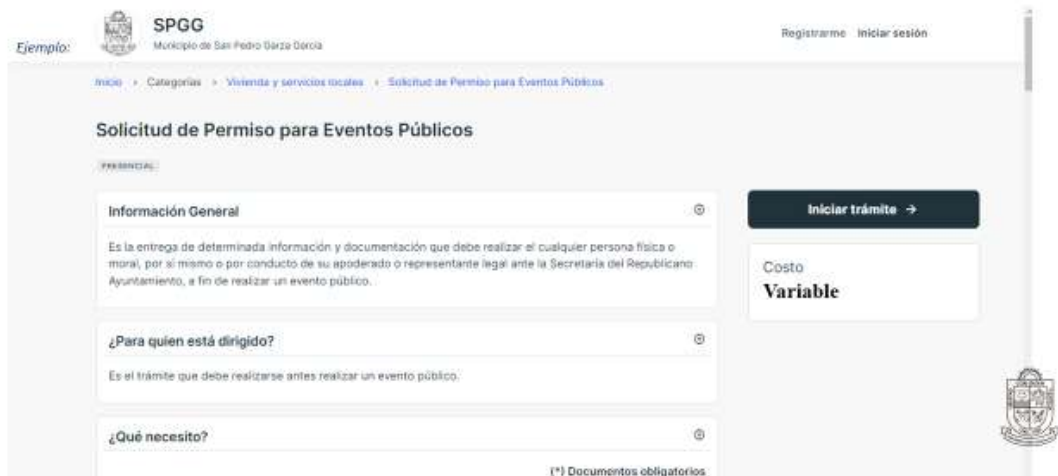 SPGG
Ejemplo:
Municipio de San Pedro Garza García
Registrarme Iniciar sesión
Inicio > Categorías > Vivienda y servicios locales > Solicitud de Permiso para Eventos Públicos
Solicitud de Permiso para Eventos Públicos
PRESENCIAL
Información General
Es la entrega de determinada información y documentación que debe realizar el cualquier persona física o
moral, por sí mismo o por conducto de su apoderado o representante legal ante la Secretaría del Republicano
Ayuntamiento, a fin de realizar un evento público.
Iniciar trámite →
Costo
Variable
¿Para quien está dirigido?
Es el trámite que debe realizarse antes realizar un evento público.
¿Qué necesito?
(*) Documentos obligatorios